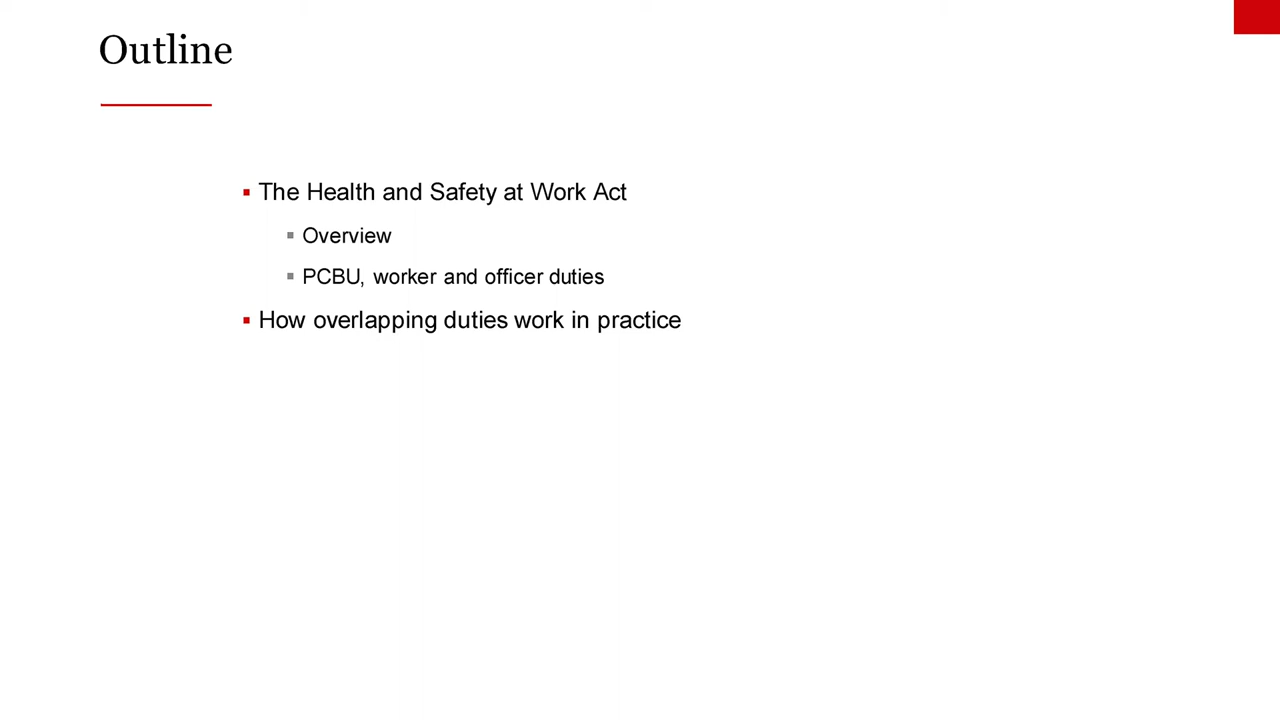 Outline
The Health and Safety at Work Act
Overview
PCBU, worker and officer duties
How overlapping duties work in practice